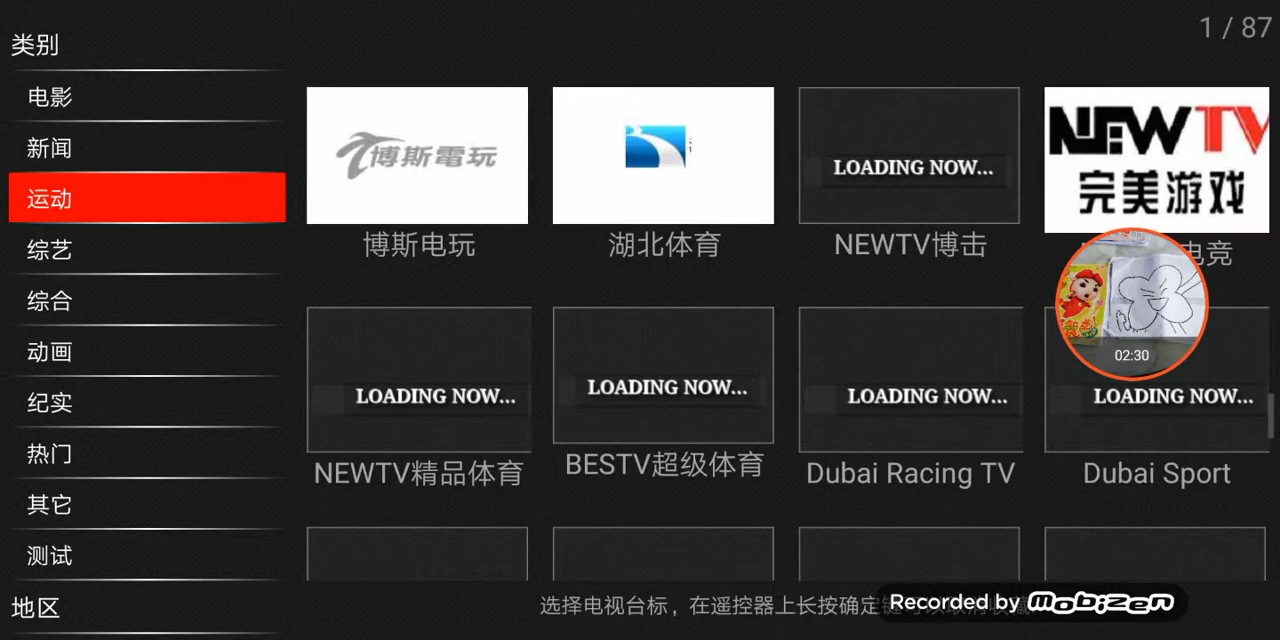 类别
1 / 87
电影
新闻
运动
综艺
综合
动画
纪实
热门
其它
测试
地区
博斯電玩
博斯电玩
湖北体育
LOADING NOW...
NEWTV博击
NEWTV
完美游戏
电竞
02:30
LOADING NOW...
NEWTV精品体育
LOADING NOW...
BESTV超级体育
LOADING NOW...
Dubai Racing TV
LOADING NOW...
Dubai Sport
选择电视台标，在遥控器上长按确定
Recorded by Mobizen